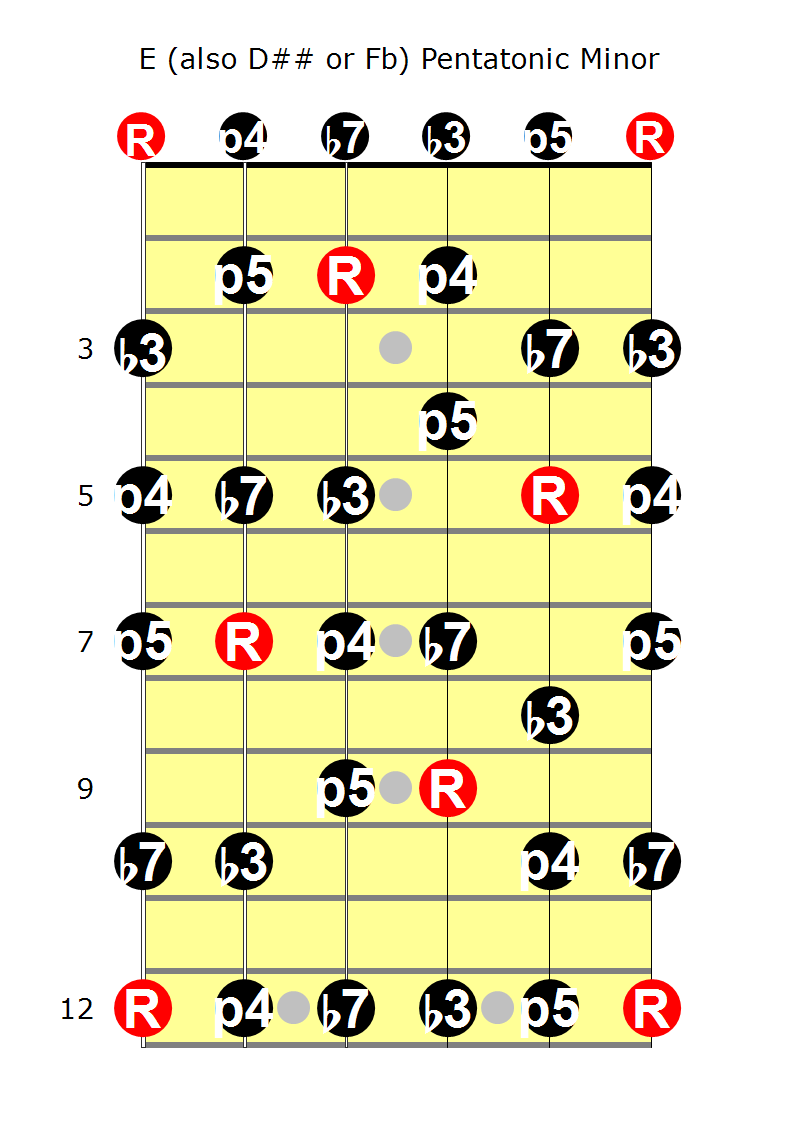 E (also D## or Fb) Pentatonic Minor
R p4 ♭7 ♭3 p5 R
p5 R p4
3 ♭3 ♭7 ♭3
p5
5 p4 ♭7 ♭3 R p4
7 p5 R p4 ♭7 p5
♭3
9 p5 R
♭7 ♭3 p4 ♭7
12 R p4 ♭7 ♭3 p5 R